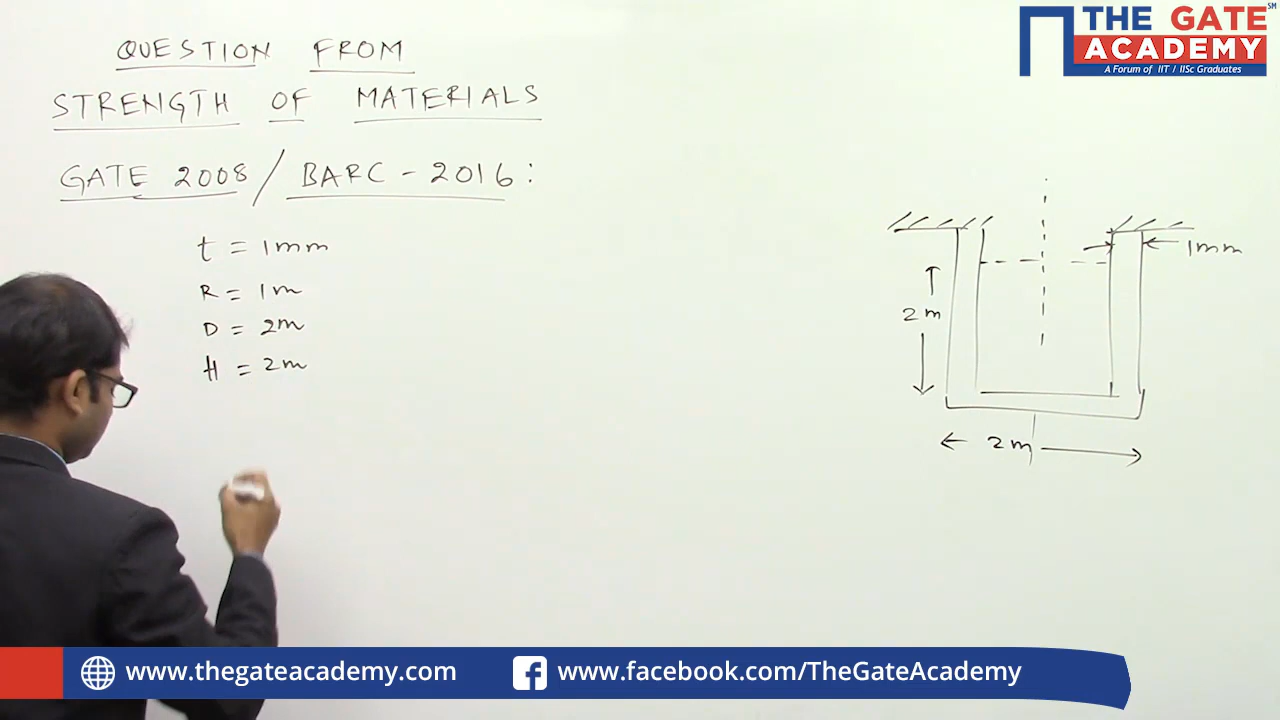 THE GATE
ACADEMY
A Forum of IIT / IISc Graduates
QUESTION FROM
STRENGTH OF MATERIALS
GATE 2008 / BARC - 2016 :
t = 1mm
R = 1m
D = 2m
H = 2m
1mm
2m
2m
www.thegateacademy.com
www.facebook.com/TheGateAcademy